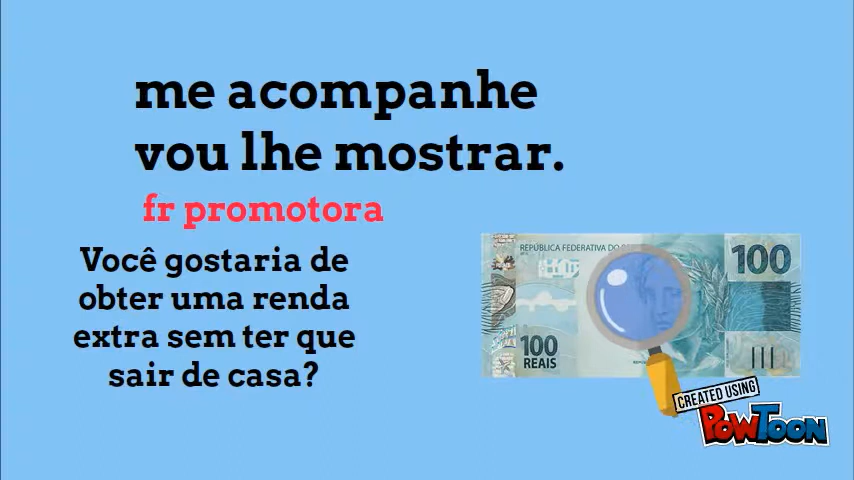 me acompanhe
vou lhe mostrar.
fr promotora
Você gostaria de
obter uma renda
extra sem ter que
sair de casa?
REPÚBLICA FEDERATIVA DO
100
100
REAIS
CREATED USING
POWTOON